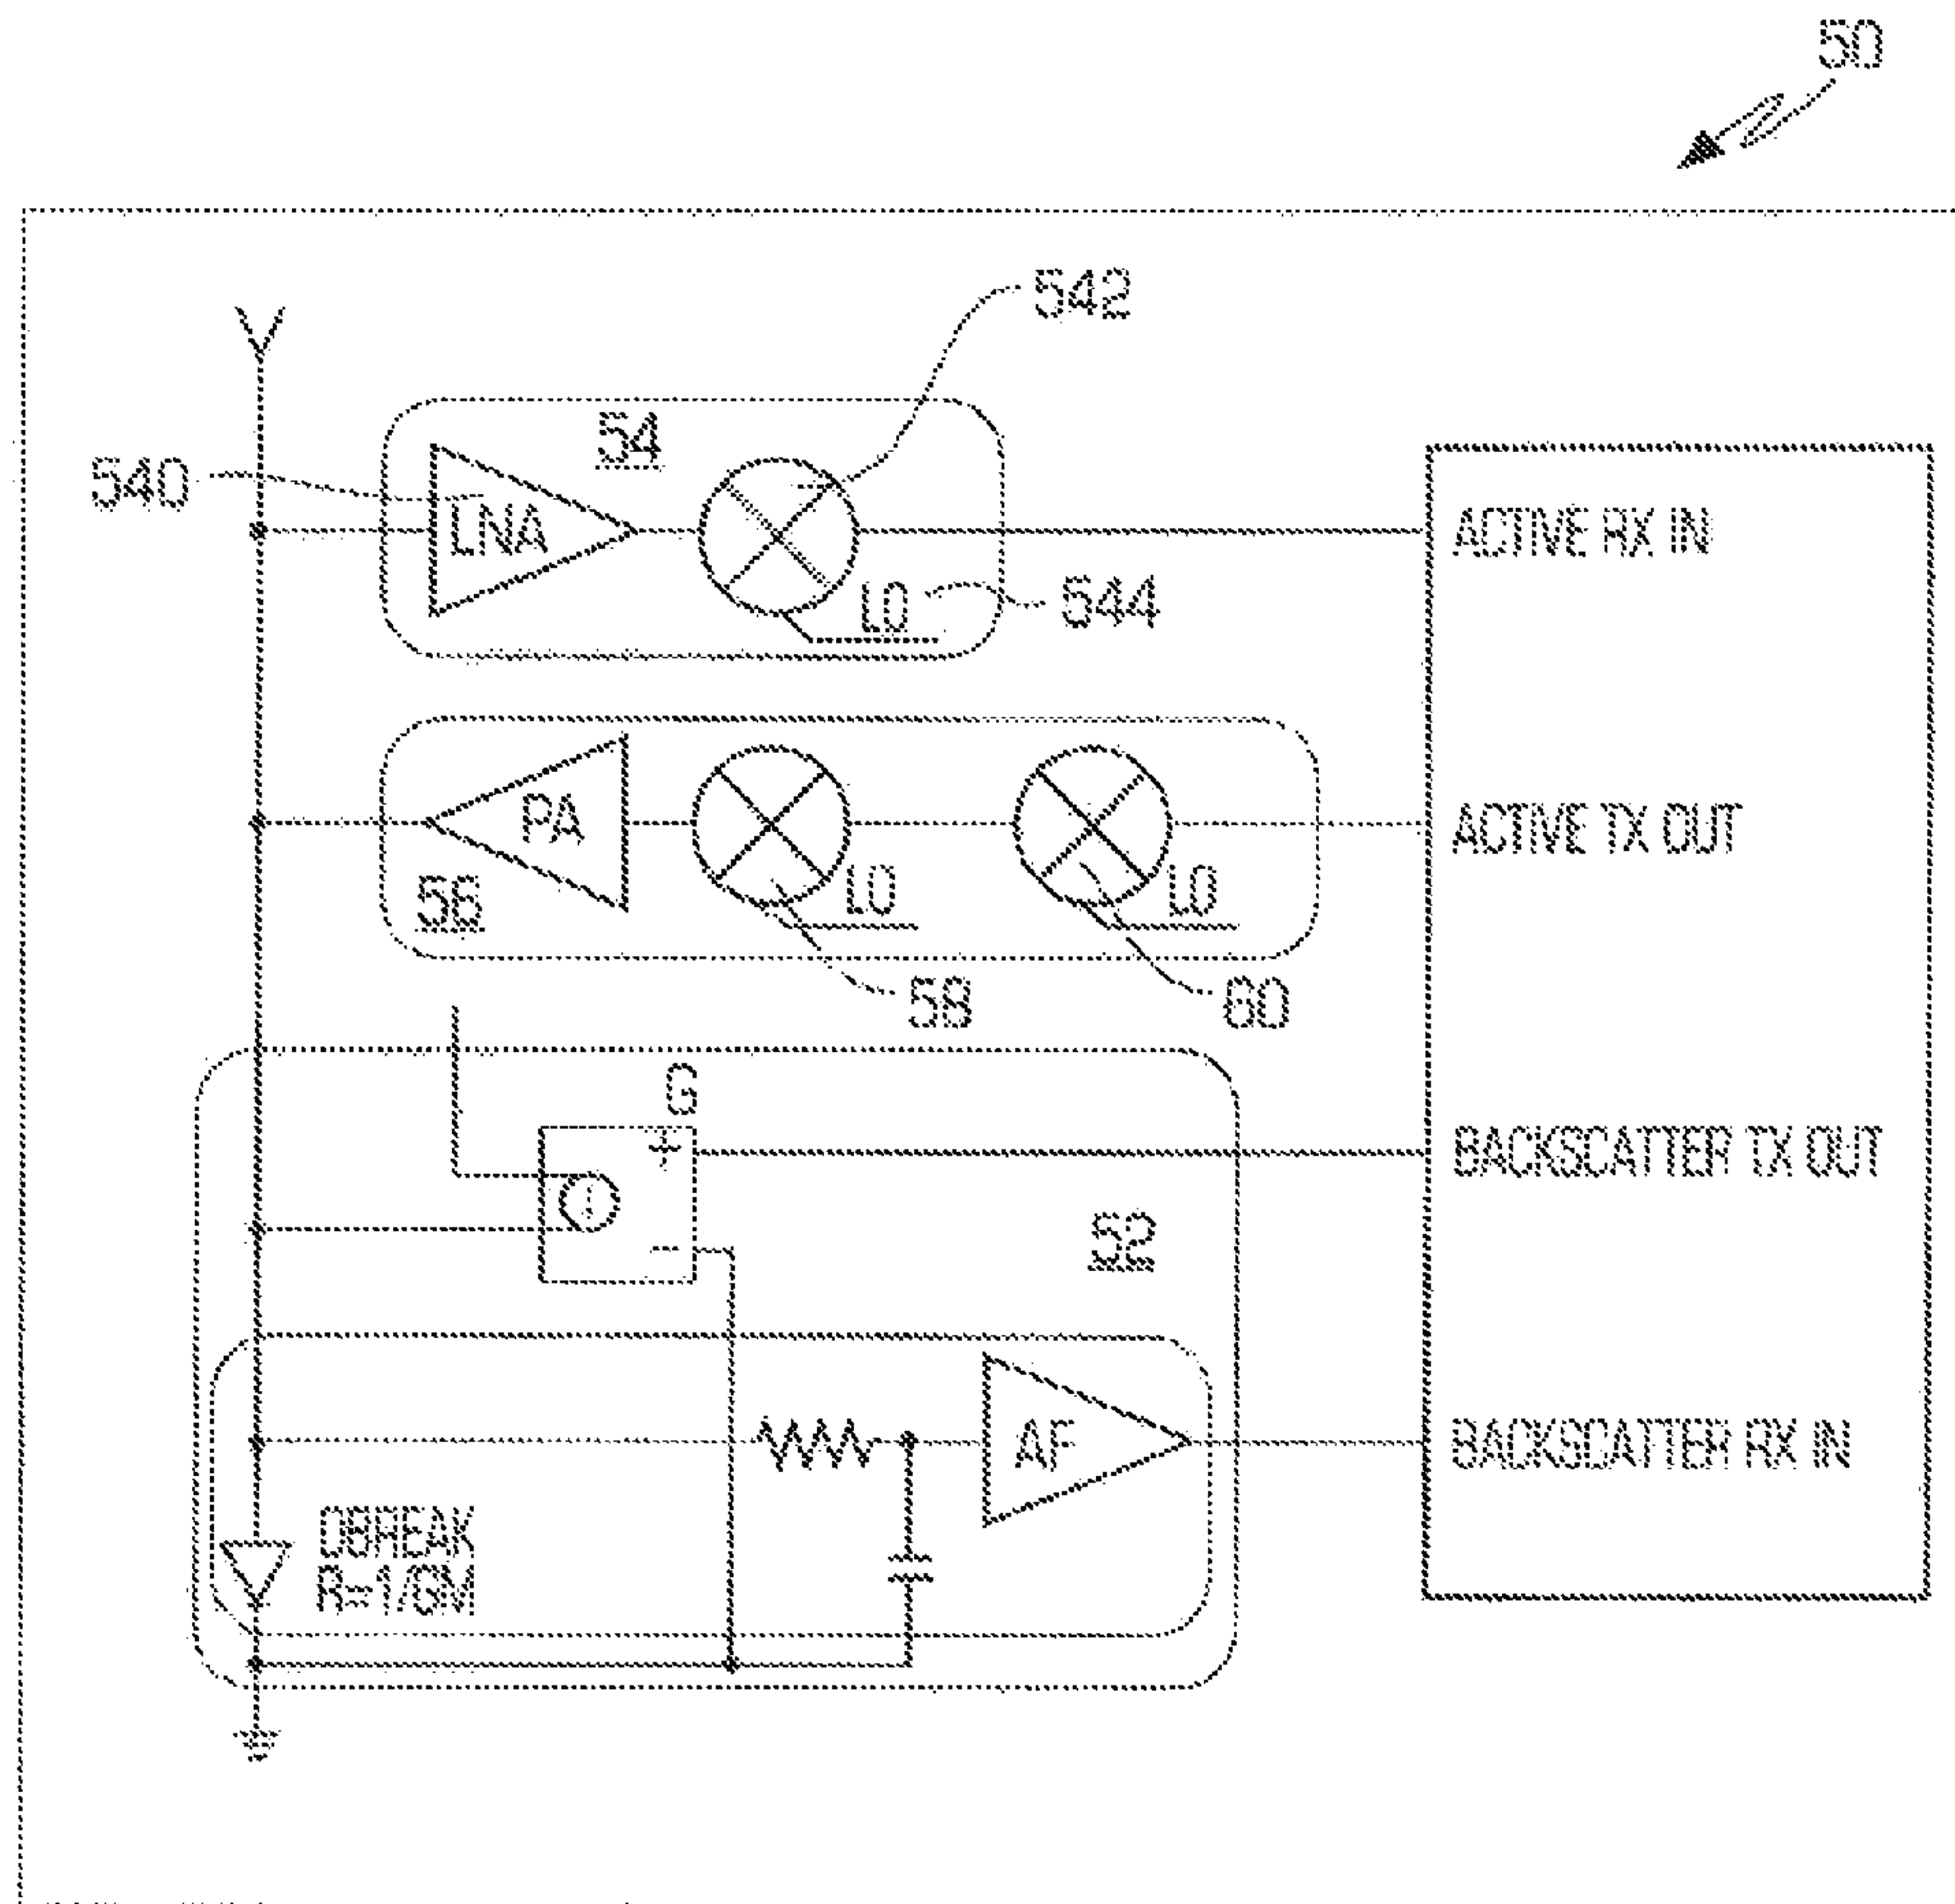 50
542
54
540
LNA
ACTIVE RX IN
LO
544
PA
ACTIVE TX OUT
56
LO
LO
58
60
G
+
BACKSCATTER TX OUT
I
52
−
AF
BACKSCATTER RX IN
DBREAK
R=1/GM